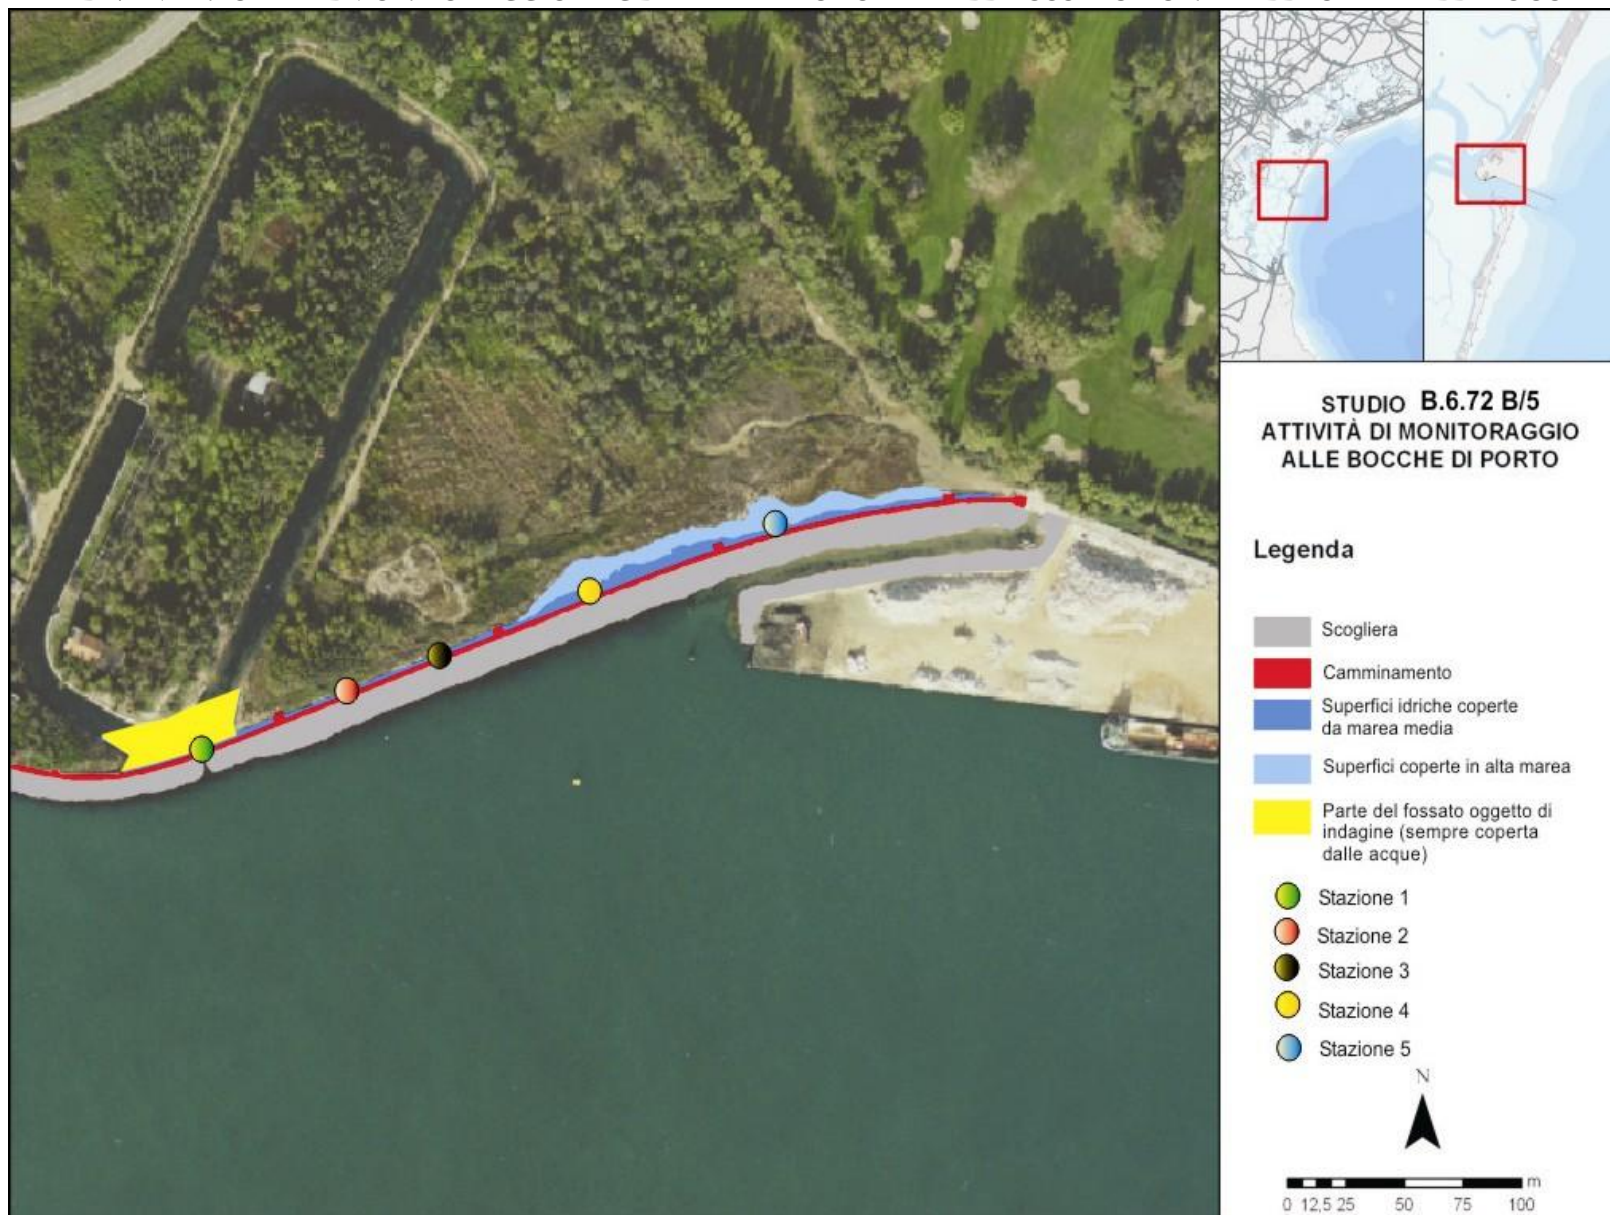 STUDIO B.6.72 B/5
ATTIVITÀ DI MONITORAGGIO
ALLE BOCCHE DI PORTO
Legenda
Scogliera
Camminamento
Superfici idriche coperte
da marea media
Superfici coperte in alta marea
Parte del fossato oggetto di
indagine (sempre coperta
dalle acque)
Stazione 1
Stazione 2
Stazione 3
Stazione 4
Stazione 5
N
m
0 12,5 25 50 75 100